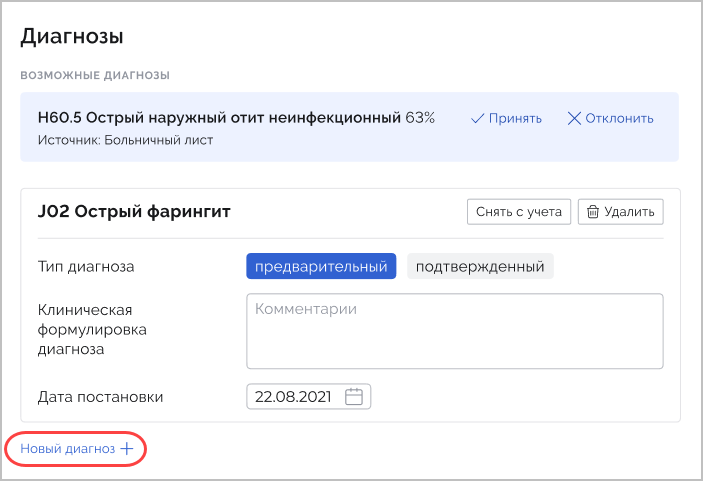 Диагнозы
ВОЗМОЖНЫЕ ДИАГНОЗЫ
H60.5 Острый наружный отит неинфекционный 63% Принять Отклонить
Источник: Больничный лист
J02 Острый фарингит Снять с учета Удалить
Тип диагноза предварительный подтвержденный
Клиническая
формулировка
диагноза
Комментарии
Дата постановки 22.08.2021
Новый диагноз +